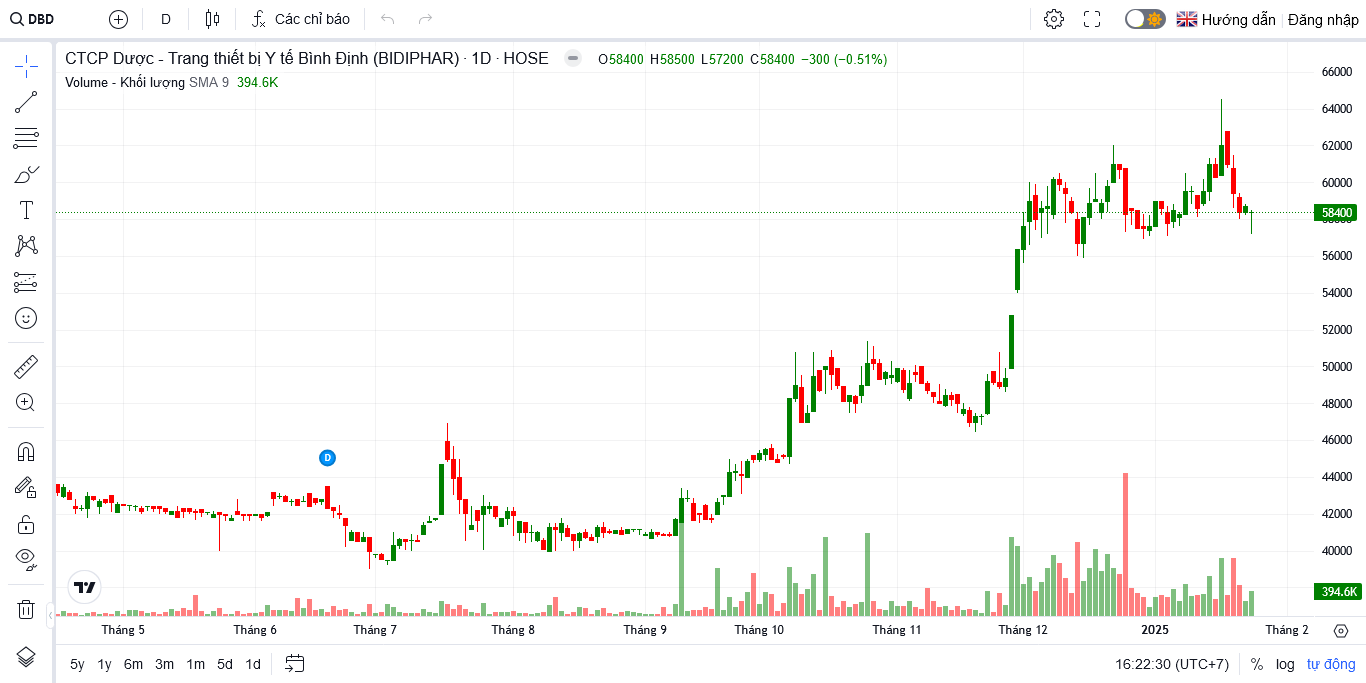 DBD D Các chỉ báo Hướng dẫn Đăng nhập
CTCP Dược - Trang thiết bị Y tế Bình Định (BIDIPHAR) · 1D · HOSE O58400 H58500 L57200 C58400 −300 (−0.51%)
Volume - Khối lượng SMA 9 394.6K
66000
64000
62000
60000
58400
56000
54000
52000
50000
48000
46000
44000
42000
40000
394.6K
D
Tháng 5 Tháng 6 Tháng 7 Tháng 8 Tháng 9 Tháng 10 Tháng 11 Tháng 12 2025 Tháng 2
5y 1y 6m 3m 1m 5d 1d 16:22:30 (UTC+7) % log tự động